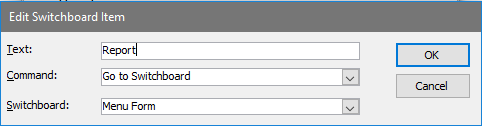 Edit Switchboard Item
Text: Report OK
Command: Go to Switchboard Cancel
Switchboard: Menu Form